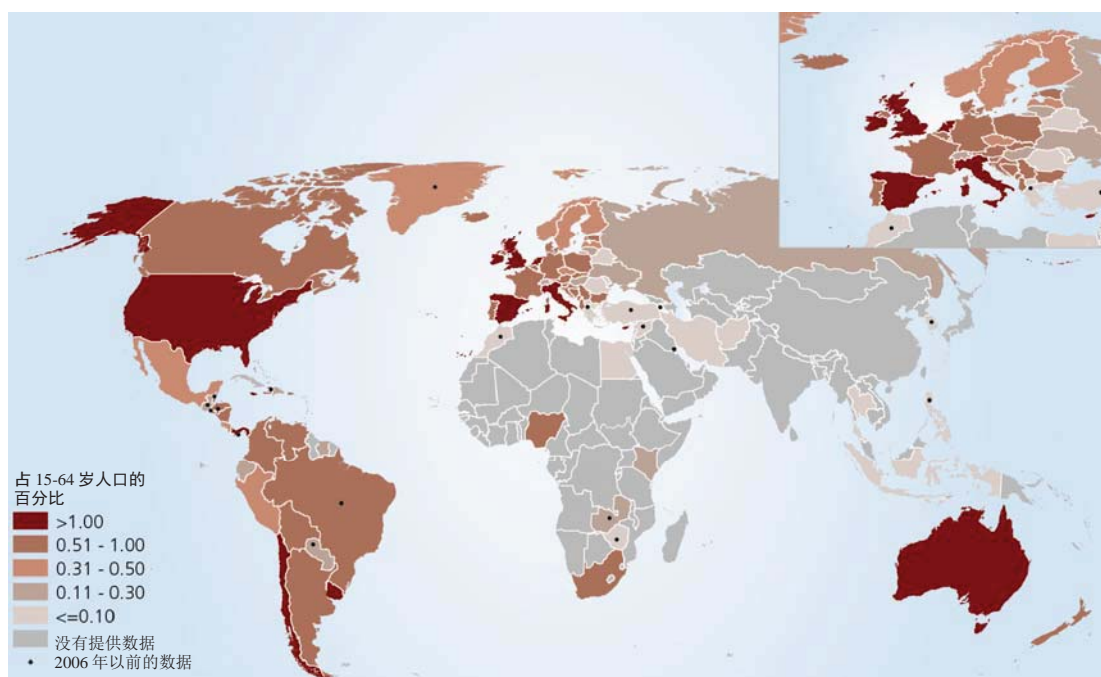 占 15-64 岁人口的
百分比
>1.00
0.51 - 1.00
0.31 - 0.50
0.11 - 0.30
<=0.10
没有提供数据
2006 年以前的数据